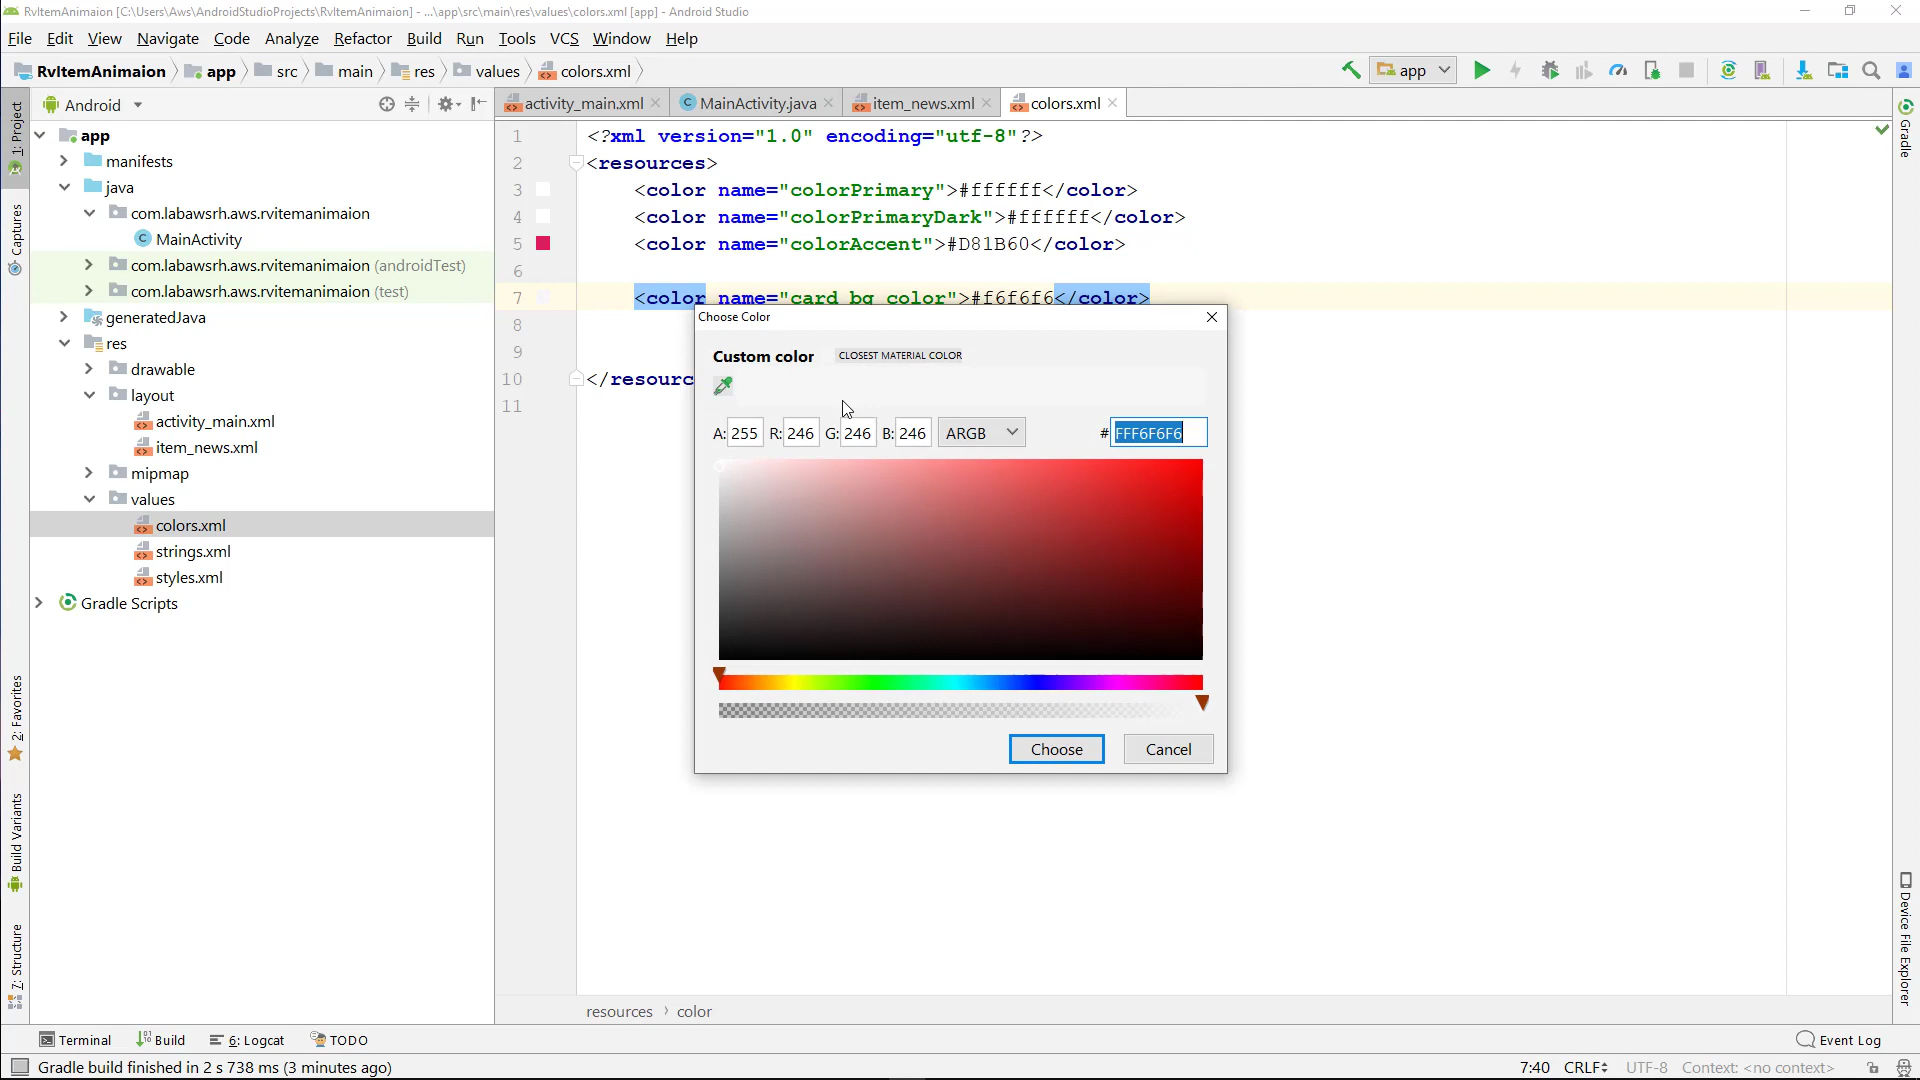 RvItemAnimaion [C:\Users\Aws\AndroidStudioProjects\RvItemAnimaion] - ...\app\src\main\res\values\colors.xml [app] - Android Studio
File Edit View Navigate Code Analyze Refactor Build Run Tools VCS Window Help
RvItemAnimaion app src main res values colors.xml app
Android activity_main.xml MainActivity.java item_news.xml colors.xml
1: Project
Captures
2: Favorites
Build Variants
7: Structure
app
manifests
java
com.labawsrh.aws.rvitemanimaion
MainActivity
com.labawsrh.aws.rvitemanimaion (androidTest)
com.labawsrh.aws.rvitemanimaion (test)
generatedJava
res
drawable
layout
activity_main.xml
item_news.xml
mipmap
values
colors.xml
strings.xml
styles.xml
Gradle Scripts
1 <?xml version="1.0" encoding="utf-8"?>
2 <resources>
3 <color name="colorPrimary">#ffffff</color>
4 <color name="colorPrimaryDark">#ffffff</color>
5 <color name="colorAccent">#D81B60</color>
6
7 <color name="card bg color">#f6f6f6</color>
8
9
10 </resourc
11
Choose Color
Custom color CLOSEST MATERIAL COLOR
A: 255 R: 246 G: 246 B: 246 ARGB # FFF6F6F6
Choose Cancel
Gradle
Device File Explorer
resources › color
Terminal Build 6: Logcat TODO Event Log
Gradle build finished in 2 s 738 ms (3 minutes ago) 7:40 CRLF UTF-8 Context: <no context>